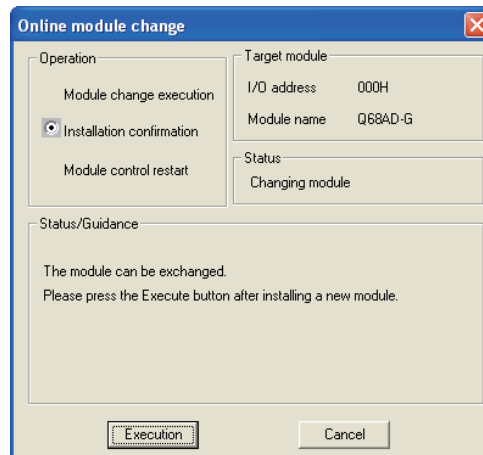 Online module change
Operation
Module change execution
Installation confirmation
Module control restart
Target module
I/O address 000H
Module name Q68AD-G
Status
Changing module
Status/Guidance
The module can be exchanged.
Please press the Execute button after installing a new module.
Execution Cancel